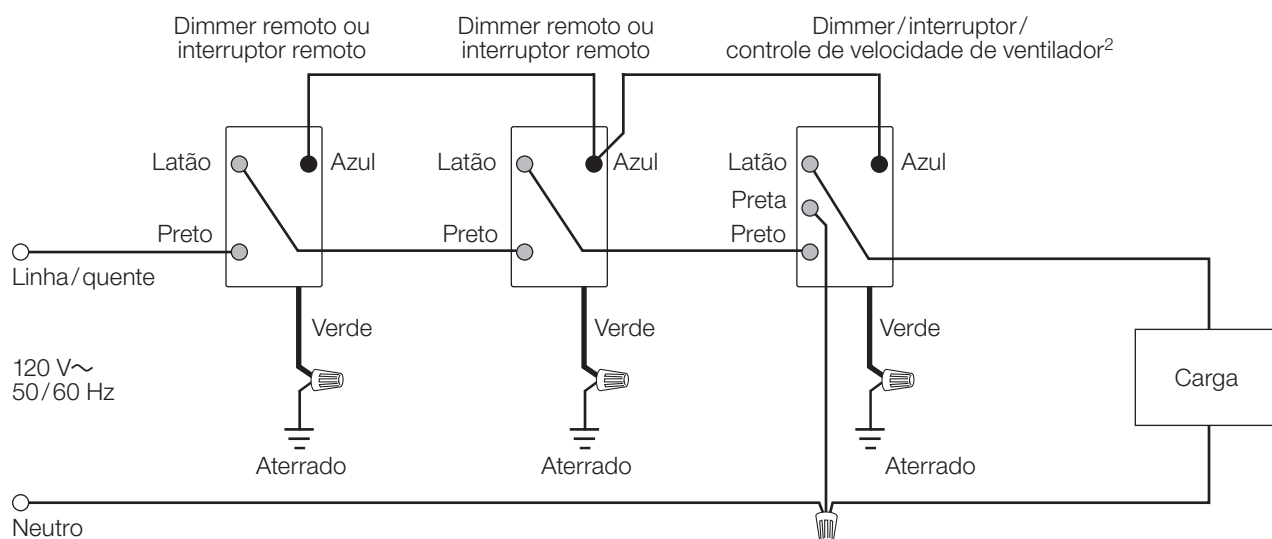 Dimmer remoto ou
interruptor remoto
Dimmer remoto ou
interruptor remoto
Dimmer/interruptor/
controle de velocidade de ventilador²
Latão
Azul
Latão
Azul
Latão
Azul
Preta
Preto
Preto
Preto
Linha/quente
Verde
Verde
Verde
120 V~
50/60 Hz
Carga
Aterrado
Aterrado
Aterrado
Neutro